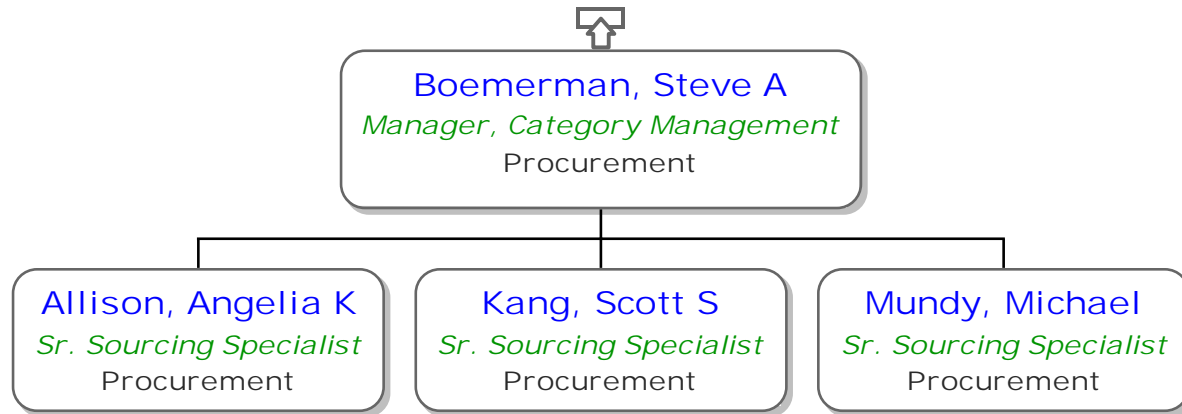 Boemerman, Steve A
Manager, Category Management
Procurement
Allison, Angelia K
Sr. Sourcing Specialist
Procurement
Kang, Scott S
Sr. Sourcing Specialist
Procurement
Mundy, Michael
Sr. Sourcing Specialist
Procurement